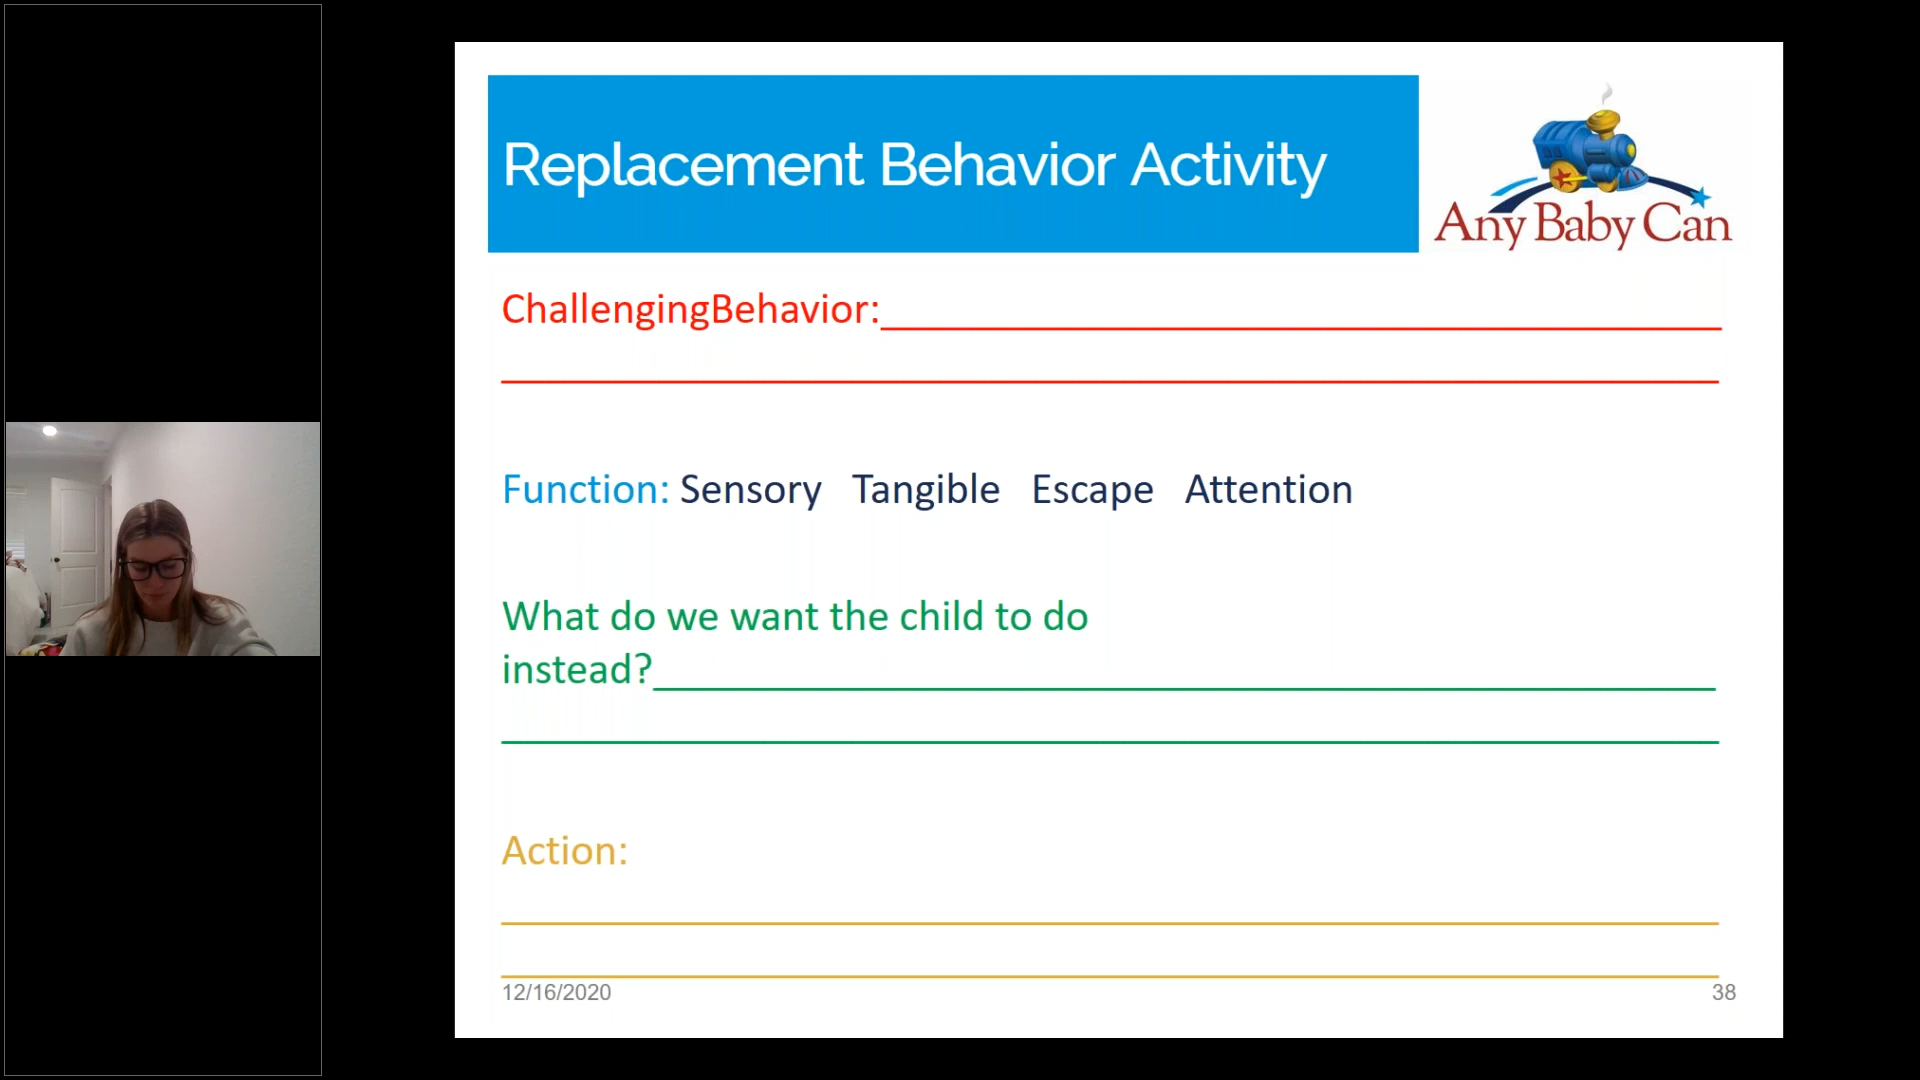 Replacement Behavior Activity
Any Baby Can
ChallengingBehavior:
Function: Sensory Tangible Escape Attention
What do we want the child to do
instead?
Action:
12/16/2020
38